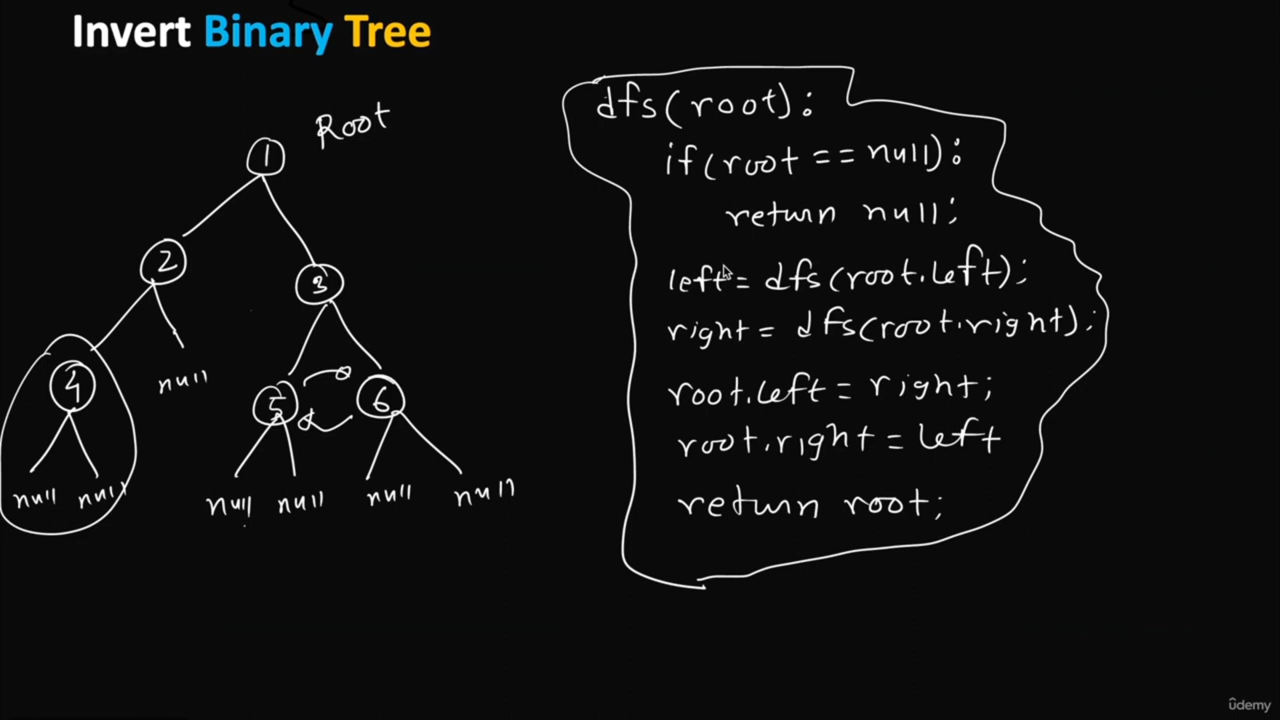 Invert Binary Tree
Root
1
2
3
4
null
5
6
null null
null null null null
dfs(root):
if(root == null):
return null;
left = dfs(root.left);
right = dfs(root.right);
root.left = right;
root.right = left
return root;
ûdemy